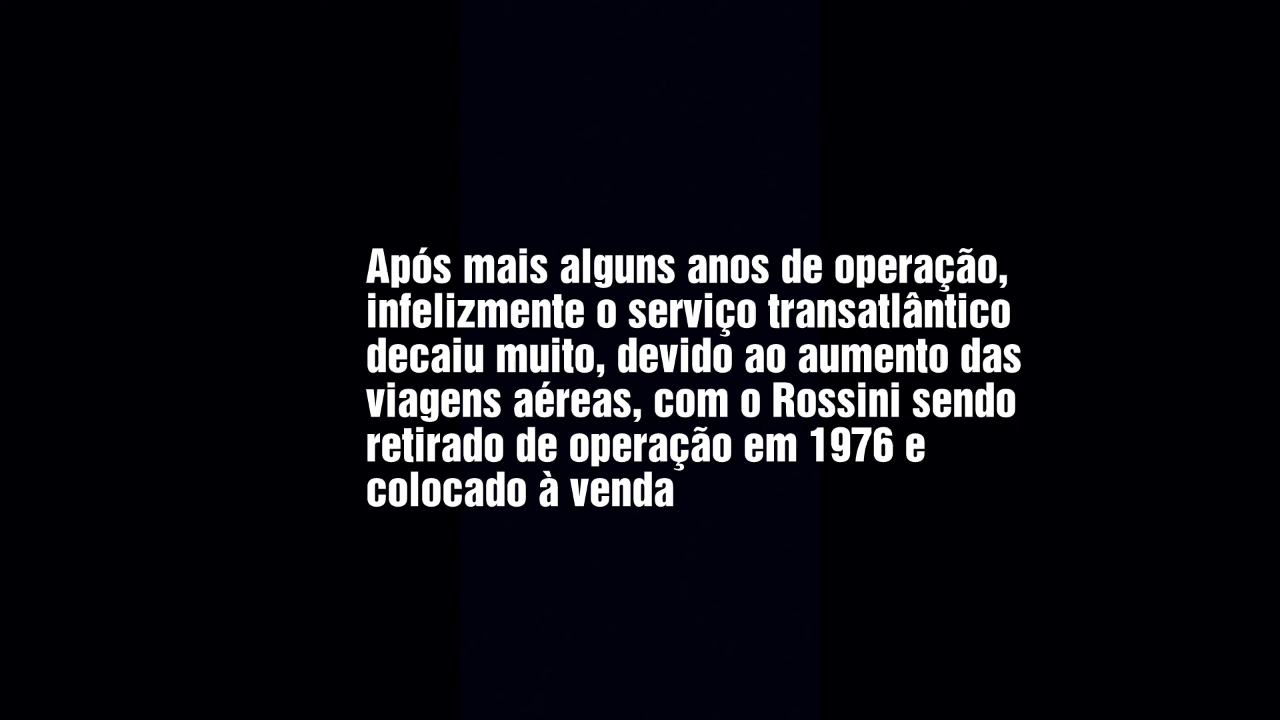 Após mais alguns anos de operação,
infelizmente o serviço transatlântico
decaiu muito, devido ao aumento das
viagens aéreas, com o Rossini sendo
retirado de operação em 1976 e
colocado à venda